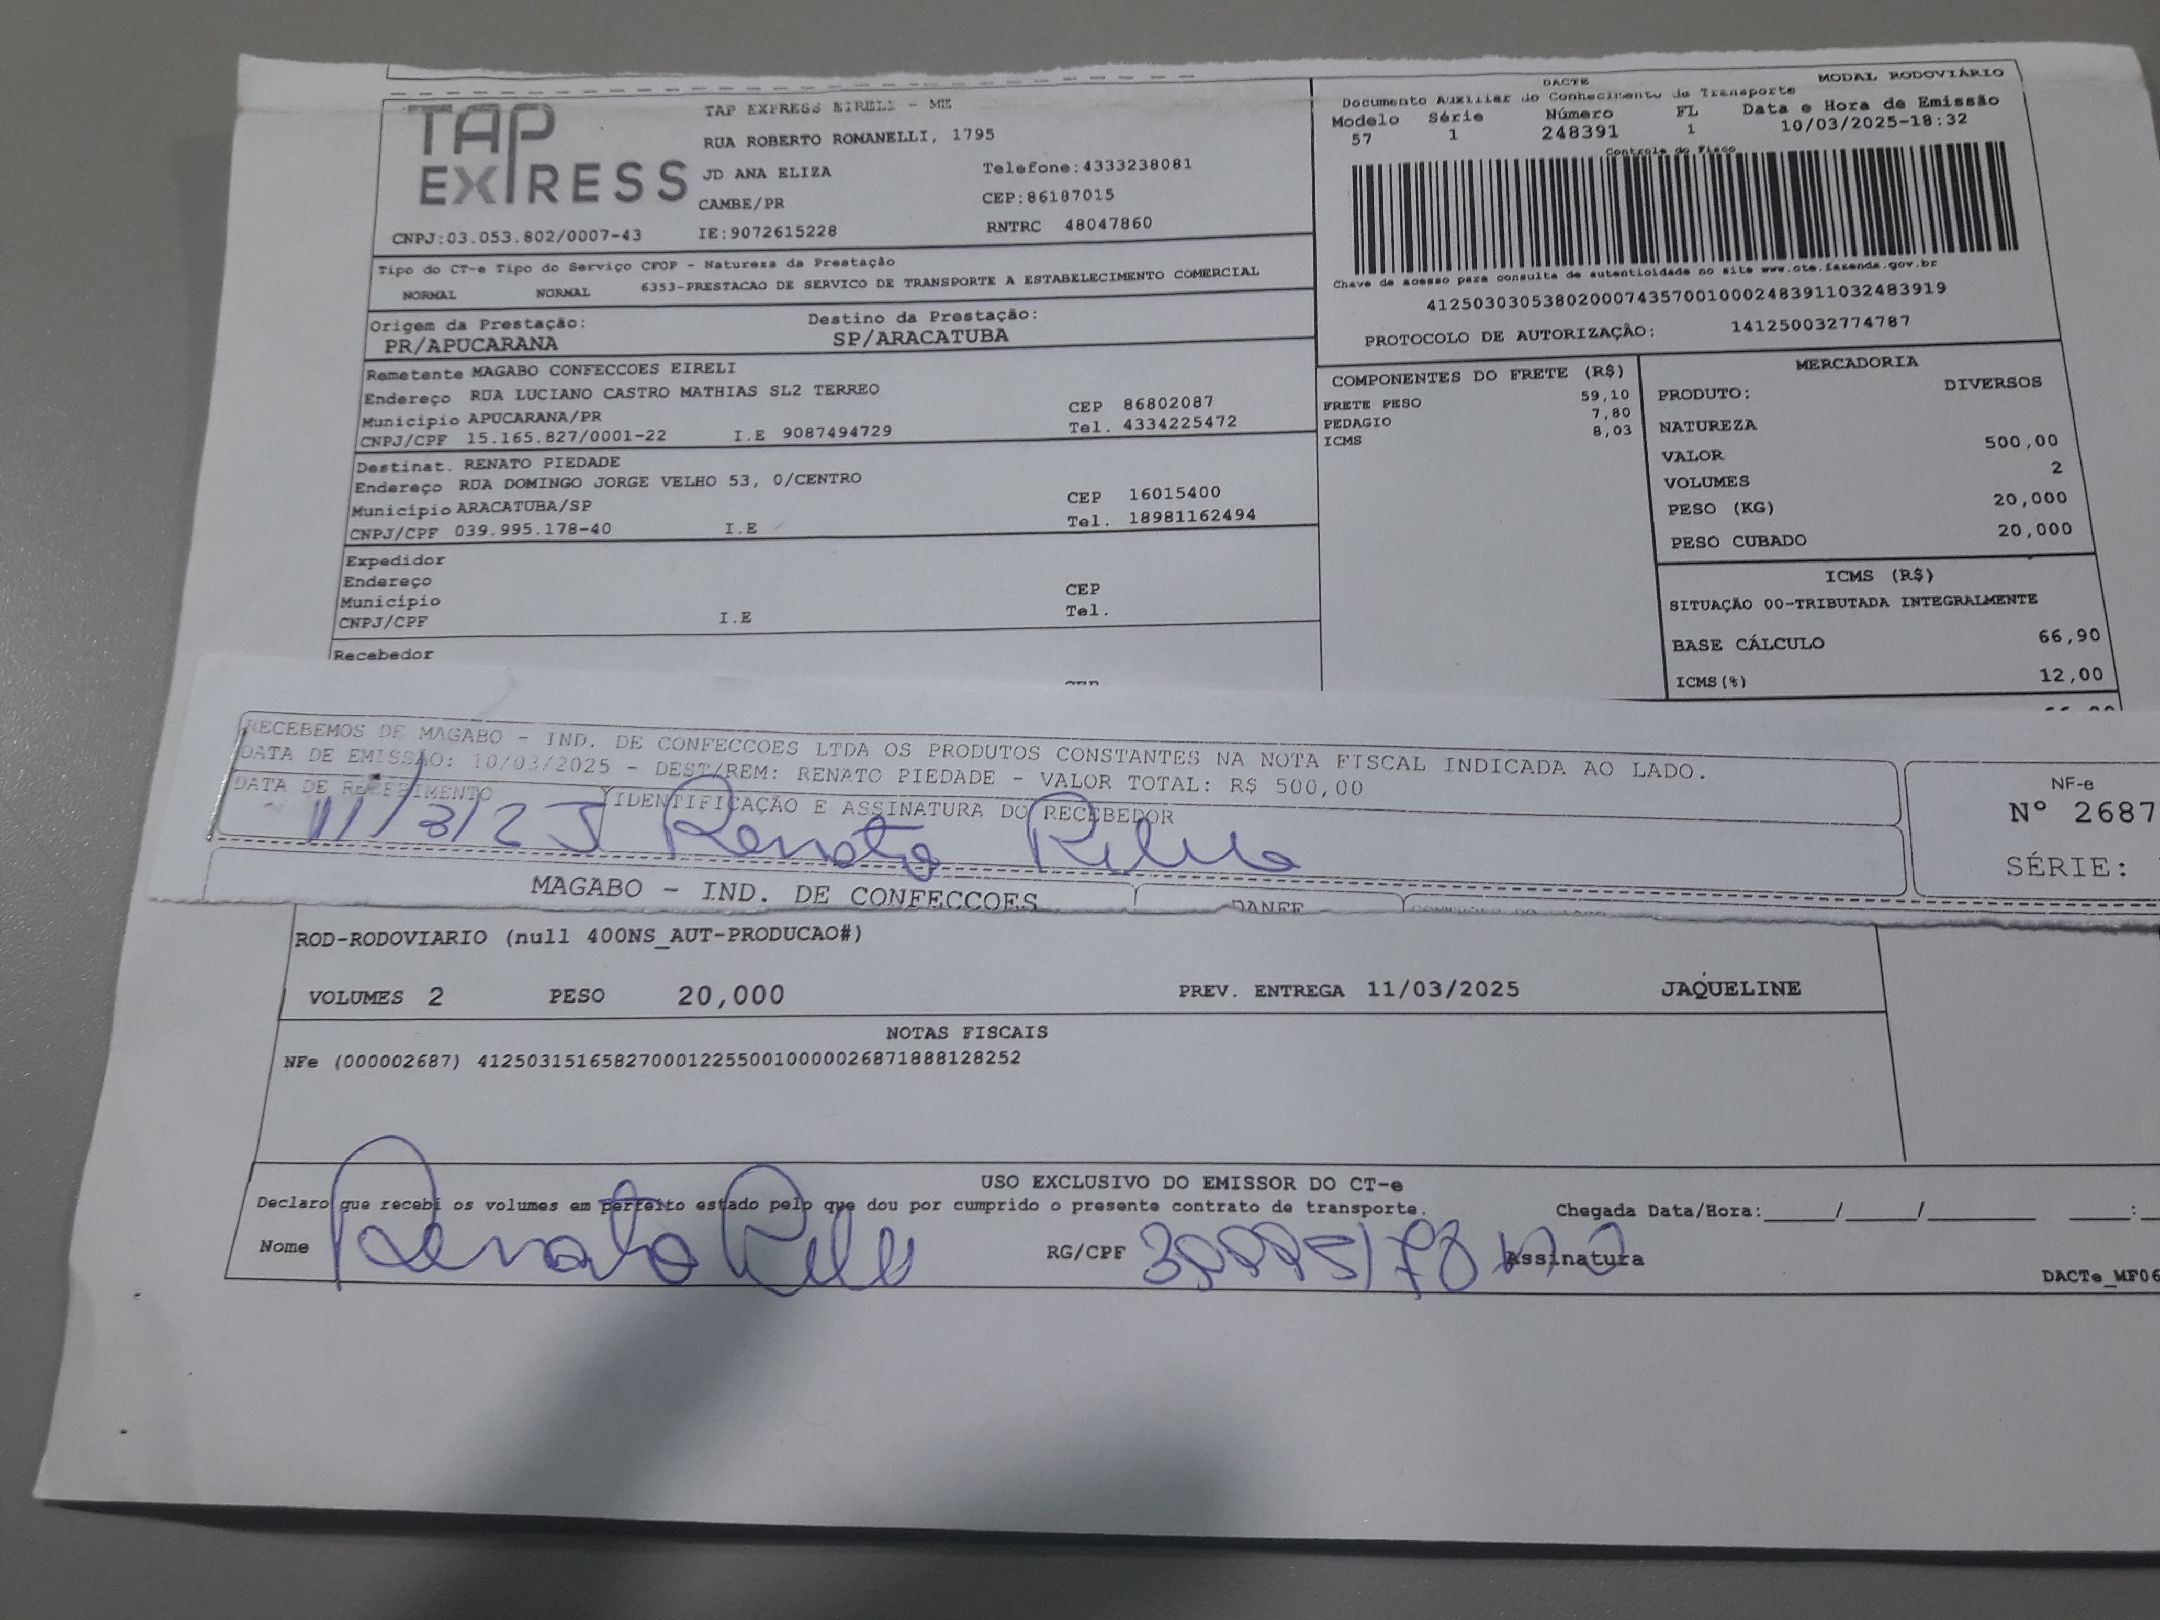 DACTE MODAL RODOVIÁRIO
Documento Auxiliar do Conhecimento de Transporte
Modelo Série Número FL Data e Hora de Emissão
57 1 248391 1 10/03/2025-18:32
Controle do Fisco
TAP EXPRESS
TAP EXPRESS EIRELI - ME
RUA ROBERTO ROMANELLI, 1795
JD ANA ELIZA Telefone:4333238081
CAMBE/PR CEP:86187015
CNPJ:03.053.802/0007-43 IE:9072615228 RNTRC 48047860
Tipo do CT-e Tipo do Serviço CFOP - Natureza da Prestação
NORMAL NORMAL 6353-PRESTACAO DE SERVICO DE TRANSPORTE A ESTABELECIMENTO COMERCIAL
Chave de acesso para consulta de autenticidade no site www.cte.fazenda.gov.br
41250303053802000743570010002483911032483919
PROTOCOLO DE AUTORIZAÇÃO: 141250032774787
Origem da Prestação: Destino da Prestação:
PR/APUCARANA SP/ARACATUBA
Remetente MAGABO CONFECCOES EIRELI
Endereço RUA LUCIANO CASTRO MATHIAS SL2 TERREO
Município APUCARANA/PR CEP 86802087
CNPJ/CPF 15.165.827/0001-22 I.E 9087494729 Tel. 4334225472
Destinat. RENATO PIEDADE
Endereço RUA DOMINGO JORGE VELHO 53, 0/CENTRO
Município ARACATUBA/SP CEP 16015400
CNPJ/CPF 039.995.178-40 I.E Tel. 18981162494
Expedidor
Endereço
Município CEP
CNPJ/CPF I.E Tel.
Recebedor
COMPONENTES DO FRETE (R$)
FRETE PESO 59,10
PEDAGIO 7,80
ICMS 8,03
MERCADORIA
PRODUTO: DIVERSOS
NATUREZA
VALOR 500,00
VOLUMES 2
PESO (KG) 20,000
PESO CUBADO 20,000
ICMS (R$)
SITUAÇÃO 00-TRIBUTADA INTEGRALMENTE
BASE CÁLCULO 66,90
ICMS(%) 12,00
RECEBEMOS DE MAGABO - IND. DE CONFECCOES LTDA OS PRODUTOS CONSTANTES NA NOTA FISCAL INDICADA AO LADO.
DATA DE EMISSÃO: 10/03/2025 - DEST/REM: RENATO PIEDADE - VALOR TOTAL: R$ 500,00
DATA DE RECEBIMENTO IDENTIFICAÇÃO E ASSINATURA DO RECEBEDOR
11/3/25 Renato
NF-e
Nº 2687
SÉRIE:
MAGABO - IND. DE CONFECCOES DANFE
ROD-RODOVIARIO (null 400NS_AUT-PRODUCAO#)
VOLUMES 2 PESO 20,000 PREV. ENTREGA 11/03/2025 JAQUELINE
NOTAS FISCAIS
NFe (000002687) 41250315165827000122550010000026871888128252
USO EXCLUSIVO DO EMISSOR DO CT-e
Declaro que recebi os volumes em perfeito estado pelo que dou por cumprido o presente contrato de transporte. Chegada Data/Hora:_____/_____/________ ____:
Nome Renato RG/CPF Assinatura
DACTe_MF06